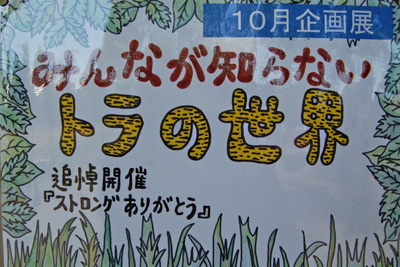 10月企画展
みんなが知らない
トラの世界
追悼開催
『ストロングありがとう』